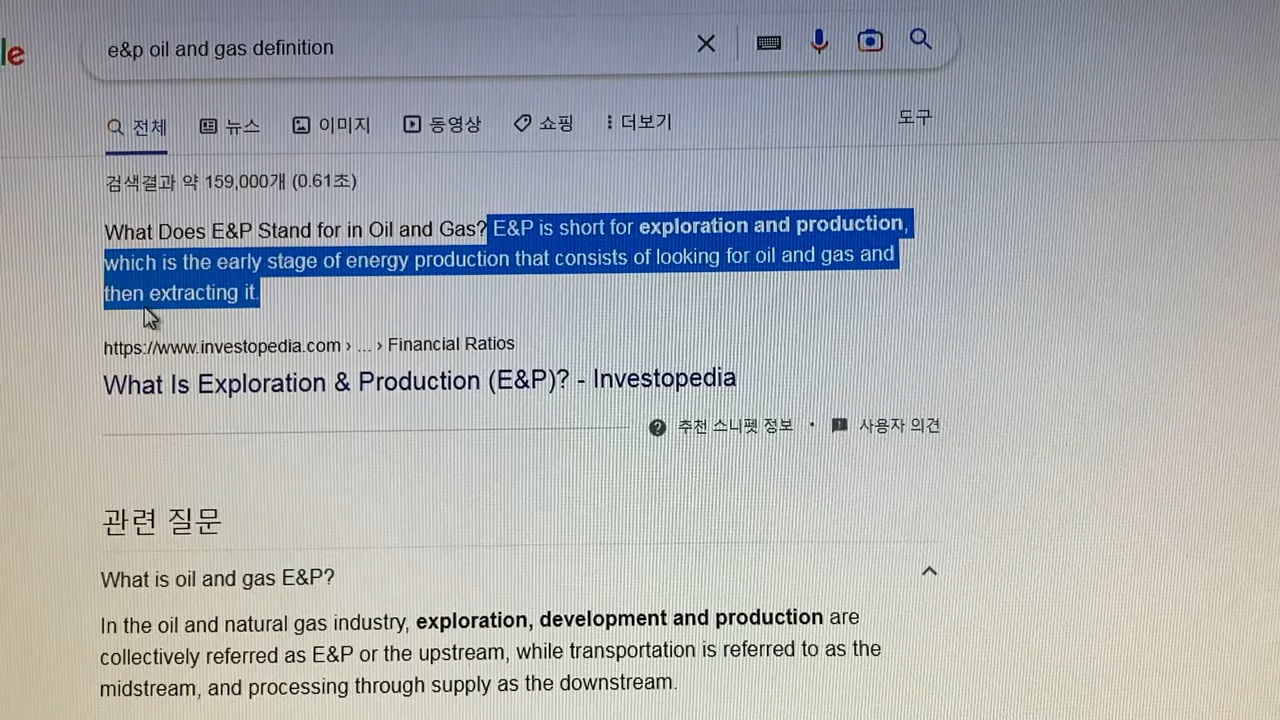 le
e&p oil and gas definition
전체 뉴스 이미지 동영상 쇼핑 더보기 도구
검색결과 약 159,000개 (0.61초)
What Does E&P Stand for in Oil and Gas? E&P is short for exploration and production,
which is the early stage of energy production that consists of looking for oil and gas and
then extracting it.
https://www.investopedia.com › ... › Financial Ratios
What Is Exploration & Production (E&P)? - Investopedia
추천 스니펫 정보 • 사용자 의견
관련 질문
What is oil and gas E&P?
In the oil and natural gas industry, exploration, development and production are
collectively referred as E&P or the upstream, while transportation is referred to as the
midstream, and processing through supply as the downstream.